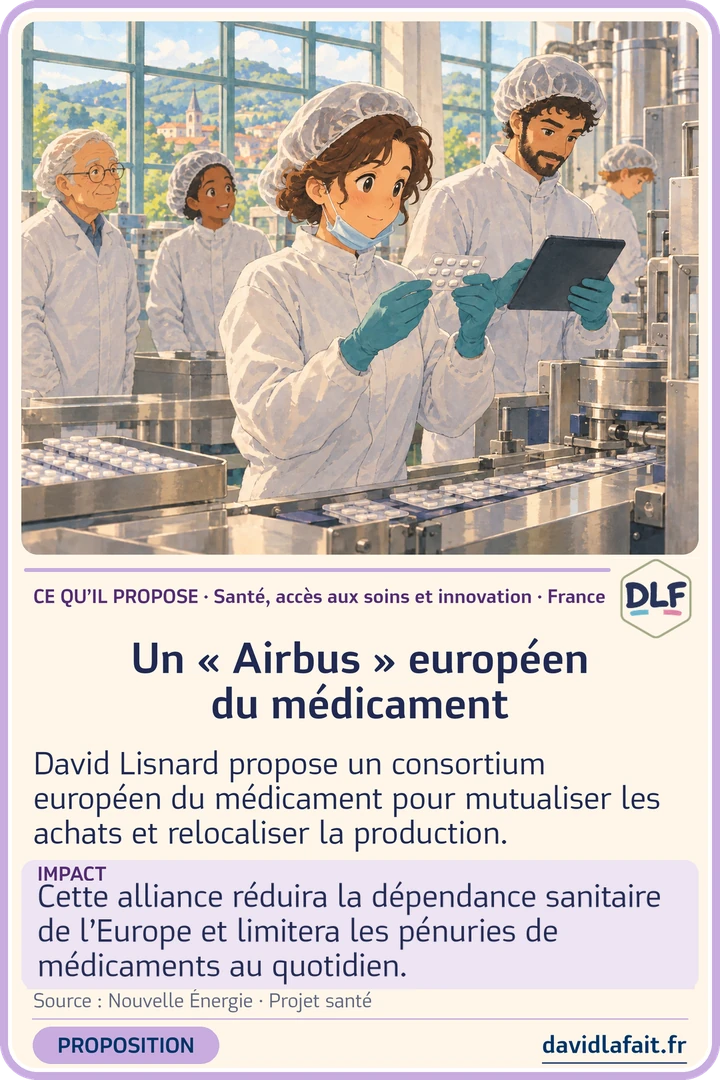 CE QU'IL PROPOSE · Santé, accès aux soins et innovation · France
DLF
Un « Airbus » européen
du médicament
David Lisnard propose un consortium
européen du médicament pour mutualiser les
achats et relocaliser la production.
IMPACT
Cette alliance réduira la dépendance sanitaire
de l'Europe et limitera les pénuries de
médicaments au quotidien.
Source : Nouvelle Énergie · Projet santé
PROPOSITION
davidlafait.fr